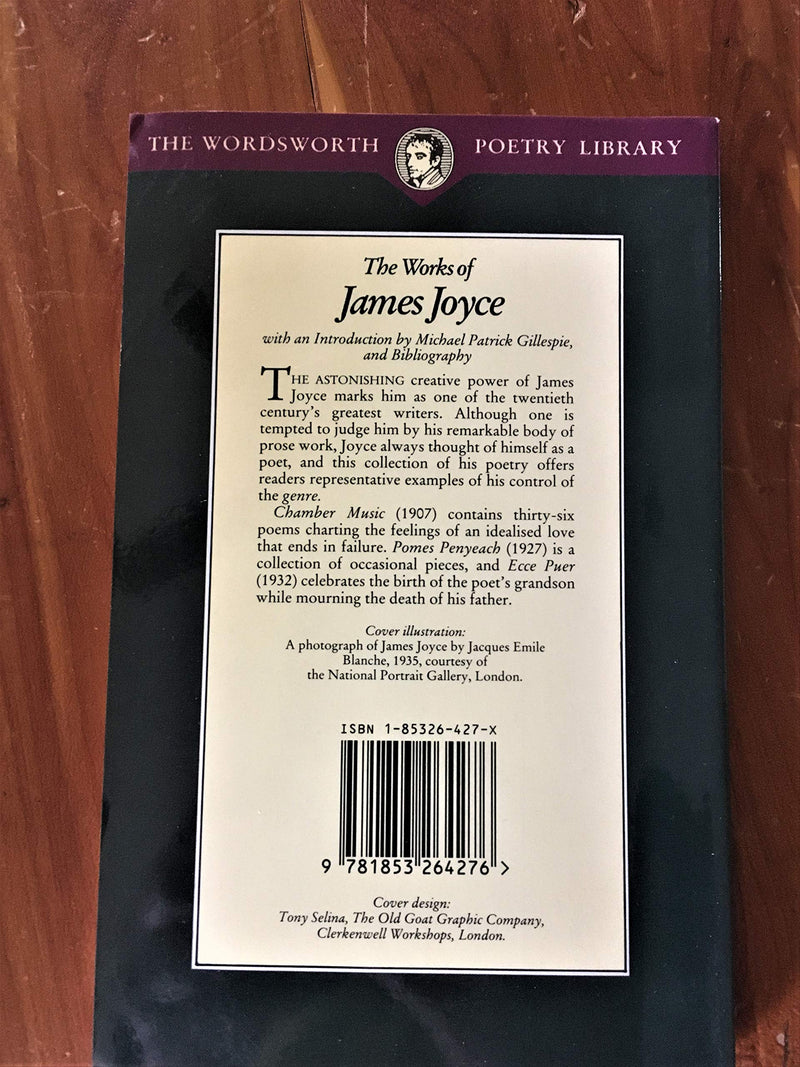 THE WORDSWORTH POETRY LIBRARY
The Works of
James Joyce
with an Introduction by Michael Patrick Gillespie,
and Bibliography
THE ASTONISHING creative power of James
Joyce marks him as one of the twentieth
century's greatest writers. Although one is
tempted to judge him by his remarkable body of
prose work, Joyce always thought of himself as a
poet, and this collection of his poetry offers
readers representative examples of his control of
the genre.
Chamber Music (1907) contains thirty-six
poems charting the feelings of an idealised love
that ends in failure. Pomes Penyeach (1927) is a
collection of occasional pieces, and Ecce Puer
(1932) celebrates the birth of the poet's grandson
while mourning the death of his father.
Cover illustration:
A photograph of James Joyce by Jacques Emile
Blanche, 1935, courtesy of
the National Portrait Gallery, London.
ISBN 1-85326-427-X
9 781853 264276 >
Cover design:
Tony Selina, The Old Goat Graphic Company,
Clerkenwell Workshops, London.